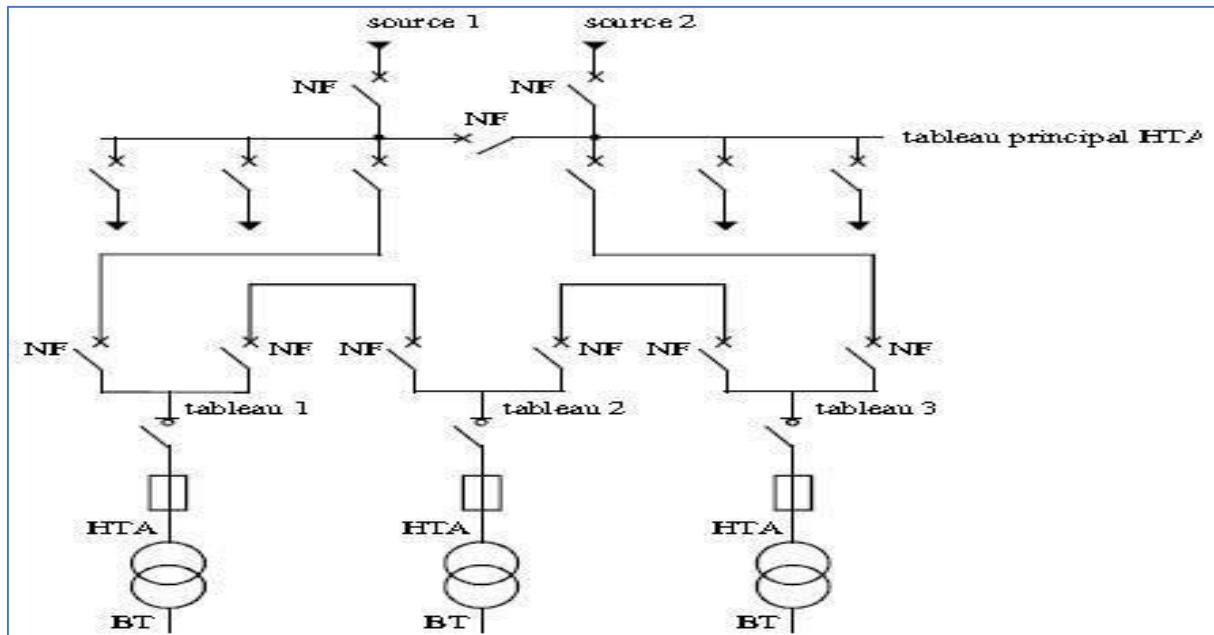 source 1 source 2
NF NF
NF
tableau principal HTA
NF NF NF NF NF NF
tableau 1 tableau 2 tableau 3
HTA HTA HTA
BT BT BT